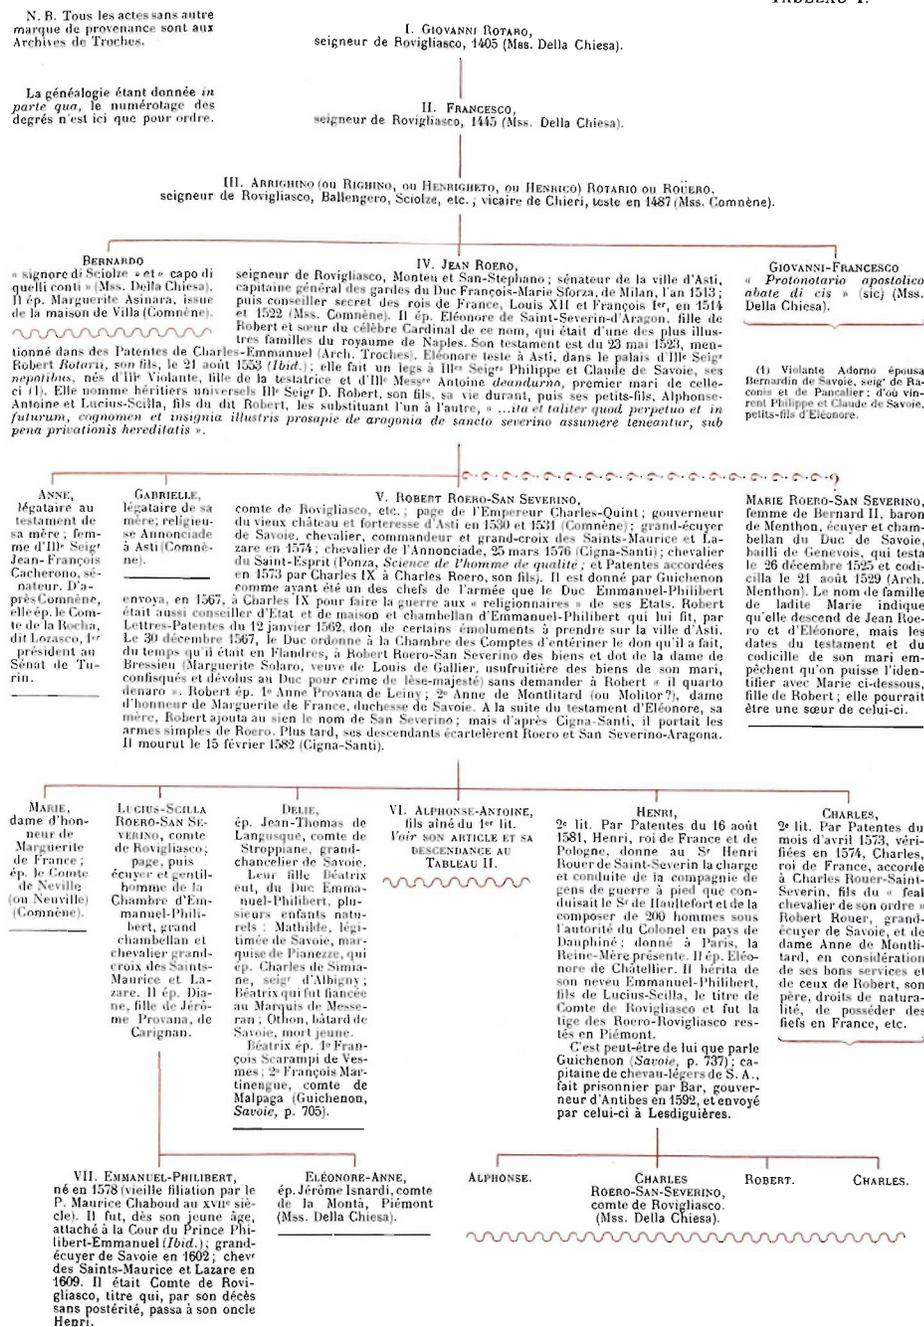 TABLEAU I.
N. B. Tous les actes sans autre
marque de provenance sont aux
Archives de Troches.
La généalogie étant donnée in
parte qua, le numérotage des
degrés n'est ici que pour ordre.
I. GIOVANNI ROTARO,
seigneur de Rovigliasco, 1405 (Mss. Della Chiesa).
II. FRANCESCO,
seigneur de Rovigliasco, 1445 (Mss. Della Chiesa).
III. ARRIGHINO (ou RIGHINO, ou HENRIGHETO, ou HENRICO) ROTARIO ou ROUERO,
seigneur de Rovigliasco, Ballengero, Sciolze, etc.; vicaire de Chieri, teste en 1487 (Mss. Comnène).
BERNARDO
« signore di Sciolze » et « capo di
quelli conti » (Mss. Della Chiesa).
Il ép. Marguerite Asinara, issue
de la maison de Villa (Comnène).
IV. JEAN ROERO,
seigneur de Rovigliasco, Monteu et San-Stephano; sénateur de la ville d'Asti,
capitaine général des gardes du Duc François-Marie Sforza, de Milan, l'an 1513;
puis conseiller secret des rois de France, Louis XII et François Ier, en 1514
et 1522 (Mss. Comnène). Il ép. Eléonore de Saint-Severin-d'Aragon, fille de
Robert et sœur du célèbre Cardinal de ce nom, qui était d'une des plus illus-
tres familles du royaume de Naples. Son testament est du 23 mai 1523, men-
tionné dans des Patentes de Charles-Emmanuel (Arch. Troches). Eléonore teste à Asti, dans le palais d'Ille Seigr
Robert Rotarii, son fils, le 21 août 1553 (Ibid.); elle fait un legs à Illes Seigrs Philippe et Claude de Savoie, ses
nepotibus, nés d'Ille Violante, fille de la testatrice et d'Ille Messre Antoine deandurno, premier mari de celle-
ci (1). Elle nomme héritiers universels Ille Seigr D. Robert, son fils, sa vie durant, puis ses petits-fils, Alphonse-
Antoine et Lucius-Scilla, fils du dit Robert, les substituant l'un à l'autre, « ...ita et taliter quod perpetuo et in
futurum, cognomen et insignia illustris prosapie de aragonia de sancto severino assumere teneantur, sub
pena privationis hereditatis ».
GIOVANNI-FRANCESCO
« Protonotario apostolico
abate di cis » (sic) (Mss.
Della Chiesa).
(1) Violante Adorno épousa
Bernardin de Savoie, seigr de Ra-
conis et de Pancalier; d'où vin-
rent Philippe et Claude de Savoie,
petits-fils d'Eléonore.
ANNE,
légataire au
testament de
sa mère; fem-
me d'Ille Seigr
Jean-François
Cacherono, sé-
nateur. D'a-
près Comnène,
elle ép. le Com-
te de la Rocha,
dit Lozasco, 1er
président au
Sénat de Tu-
rin.
GABRIELLE,
légataire de sa
mère; religieu-
se Annonciade
à Asti (Comnè-
ne).
V. ROBERT ROERO-SAN SEVERINO,
comte de Rovigliasco, etc.; page de l'Empereur Charles-Quint; gouverneur
du vieux château et forteresse d'Asti en 1530 et 1531 (Comnène); grand-écuyer
de Savoie, chevalier, commandeur et grand-croix des Saints-Maurice et La-
zare en 1574; chevalier de l'Annonciade, 25 mars 1576 (Cigna-Santi); chevalier
du Saint-Esprit (Ponza, Science de l'homme de qualité; et Patentes accordées
en 1573 par Charles IX à Charles Roero, son fils). Il est donné par Guichenon
comme ayant été un des chefs de l'armée que le Duc Emmanuel-Philibert
envoya, en 1567, à Charles IX pour faire la guerre aux « religionnaires » de ses Etats. Robert
était aussi conseiller d'Etat et de maison et chambellan d'Emmanuel-Philibert qui lui fit, par
Lettres-Patentes du 12 janvier 1562, don de certains émoluments à prendre sur la ville d'Asti.
Le 30 décembre 1567, le Duc ordonne à la Chambre des Comptes d'entériner le don qu'il a fait,
du temps qu'il était en Flandres, à Robert Roero-San Severino des biens et dot de la dame de
Bressieu (Marguerite Solaro, veuve de Louis de Gallier, usufruitière des biens de son mari,
confisqués et dévolus au Duc pour crime de lèse-majesté) sans demander à Robert « il quarto
denaro ». Robert ép. 1º Anne Provana de Leiny; 2º Anne de Montlitard (ou Molitor?), dame
d'honneur de Marguerite de France, duchesse de Savoie. A la suite du testament d'Eléonore, sa
mère, Robert ajouta au sien le nom de San Severino; mais d'après Cigna-Santi, il portait les
armes simples de Roero. Plus tard, ses descendants écartelèrent Roero et San Severino-Aragona.
Il mourut le 15 février 1582 (Cigna-Santi).
MARIE ROERO-SAN SEVERINO,
femme de Bernard II, baron
de Menthon, écuyer et cham-
bellan du Duc de Savoie,
bailli de Genevois, qui testa
le 26 décembre 1525 et codi-
cilla le 21 août 1529 (Arch.
Menthon). Le nom de famille
de ladite Marie indique
qu'elle descend de Jean Roe-
ro et d'Eléonore, mais les
dates du testament et du
codicille de son mari em-
pêchent qu'on puisse l'iden-
tifier avec Marie ci-dessous,
fille de Robert; elle pourrait
être une sœur de celui-ci.
MARIE,
dame d'hon-
neur de
Marguerite
de France;
ép. le Comte
de Neville
(ou Neuville)
(Comnène).
LUCIUS-SCILLA
ROERO-SAN SE-
VERINO, comte
de Rovigliasco;
page, puis
écuyer et gentil-
homme de la
Chambre d'Em-
manuel-Phili-
bert, grand
chambellan et
chevalier grand-
croix des Saints-
Maurice et La-
zare. Il ép. Dia-
ne, fille de Jérô-
me Provana, de
Carignan.
DELIE,
ép. Jean-Thomas de
Langusque, comte de
Stroppiane, grand-
chancelier de Savoie.
Leur fille Béatrix
eut, du Duc Emma-
nuel-Philibert, plu-
sieurs enfants natu-
rels : Mathilde, légi-
timée de Savoie, mar-
quise de Pianezze, qui
ép. Charles de Simia-
ne, seigr d'Albigny;
Béatrix qui fut fiancée
au Marquis de Messe-
ran; Othon, bâtard de
Savoie, mort jeune.
Béatrix ép. 1º Fran-
çois Scarampi de Ves-
mes; 2º François Mar-
tinengue, comte de
Malpaga (Guichenon,
Savoie, p. 705).
VI. ALPHONSE-ANTOINE,
fils aîné du 1er lit.
Voir SON ARTICLE ET SA
DESCENDANCE AU
TABLEAU II.
HENRI,
2e lit. Par Patentes du 16 août
1581, Henri, roi de France et de
Pologne, donne au Sr Henri
Rouer de Saint-Severin la charge
et conduite de la compagnie de
gens de guerre à pied que con-
duisait le Sr de Haultefort et de la
composer de 200 hommes sous
l'autorité du Colonel en pays de
Dauphiné; donné à Paris, la
Reine-Mère présente. Il ép. Eléo-
nore de Châtellier. Il hérita de
son neveu Emmanuel-Philibert,
fils de Lucius-Scilla, le titre de
Comte de Rovigliasco et fut la
tige des Roero-Rovigliasco res-
tés en Piémont.
C'est peut-être de lui que parle
Guichenon (Savoie, p. 737); ca-
pitaine de chevau-légers de S. A.,
fait prisonnier par Bar, gouver-
neur d'Antibes en 1592, et envoyé
par celui-ci à Lesdiguières.
CHARLES,
2e lit. Par Patentes du
mois d'avril 1573, véri-
fiées en 1574, Charles,
roi de France, accorde
à Charles Rouer-Saint-
Severin, fils du « feal
chevalier de son ordre »
Robert Rouer, grand-
écuyer de Savoie, et de
dame Anne de Montli-
tard, en considération
de ses bons services et
de ceux de Robert, son
père, droits de natura-
lité, de posséder des
fiefs en France, etc.
VII. EMMANUEL-PHILIBERT,
né en 1578 (vieille filiation par le
P. Maurice Chaboud au XVIIe siè-
cle). Il fut, dès son jeune âge,
attaché à la Cour du Prince Phi-
libert-Emmanuel (Ibid.); grand-
écuyer de Savoie en 1602; chevr
des Saints-Maurice et Lazare en
1609. Il était Comte de Rovi-
gliasco, titre qui, par son décès
sans postérité, passa à son oncle
Henri.
ELÉONORE-ANNE,
ép. Jérôme Isnardi, comte
de la Montà, Piémont
(Mss. Della Chiesa).
ALPHONSE.
CHARLES
ROERO-SAN-SEVERINO,
comte de Rovigliasco.
(Mss. Della Chiesa).
ROBERT.
CHARLES.